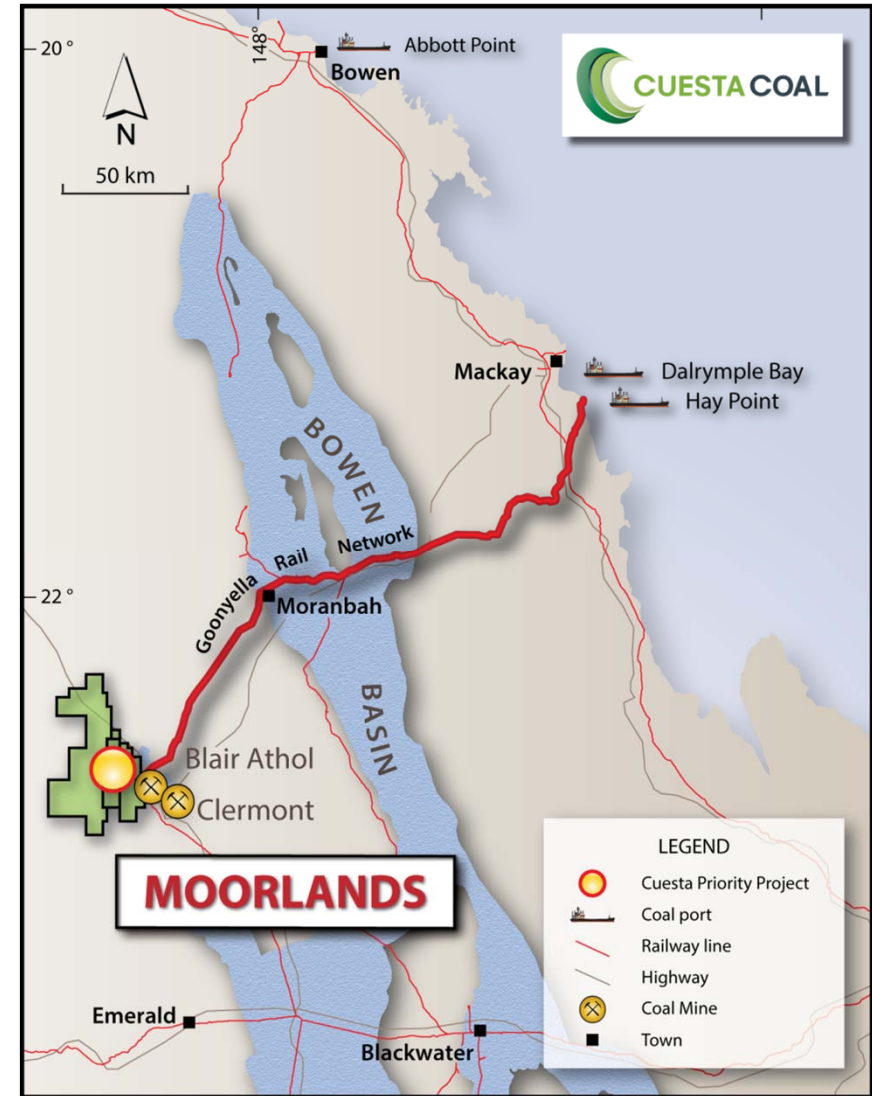 20°
148°
Abbott Point
Bowen
CUESTA COAL
N
50 km
Mackay
Dalrymple Bay
Hay Point
BOWEN
Goonyella Rail Network
22°
Moranbah
BASIN
Blair Athol
Clermont
MOORLANDS
LEGEND
Cuesta Priority Project
Coal port
Railway line
Highway
Coal Mine
Town
Emerald
Blackwater